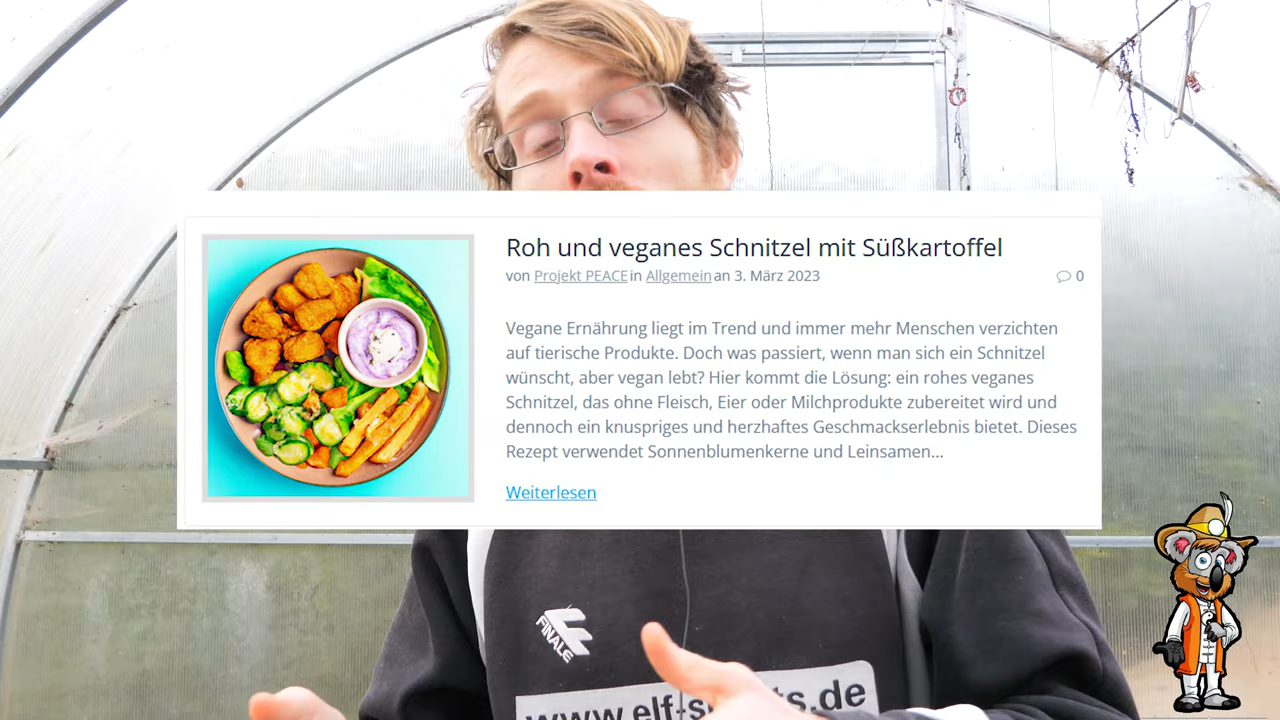 Roh und veganes Schnitzel mit Süßkartoffel
von Projekt PEACE in Allgemein an 3. März 2023
0
Vegane Ernährung liegt im Trend und immer mehr Menschen verzichten
auf tierische Produkte. Doch was passiert, wenn man sich ein Schnitzel
wünscht, aber vegan lebt? Hier kommt die Lösung: ein rohes veganes
Schnitzel, das ohne Fleisch, Eier oder Milchprodukte zubereitet wird und
dennoch ein knuspriges und herzhaftes Geschmackserlebnis bietet. Dieses
Rezept verwendet Sonnenblumenkerne und Leinsamen...
Weiterlesen
FINALE